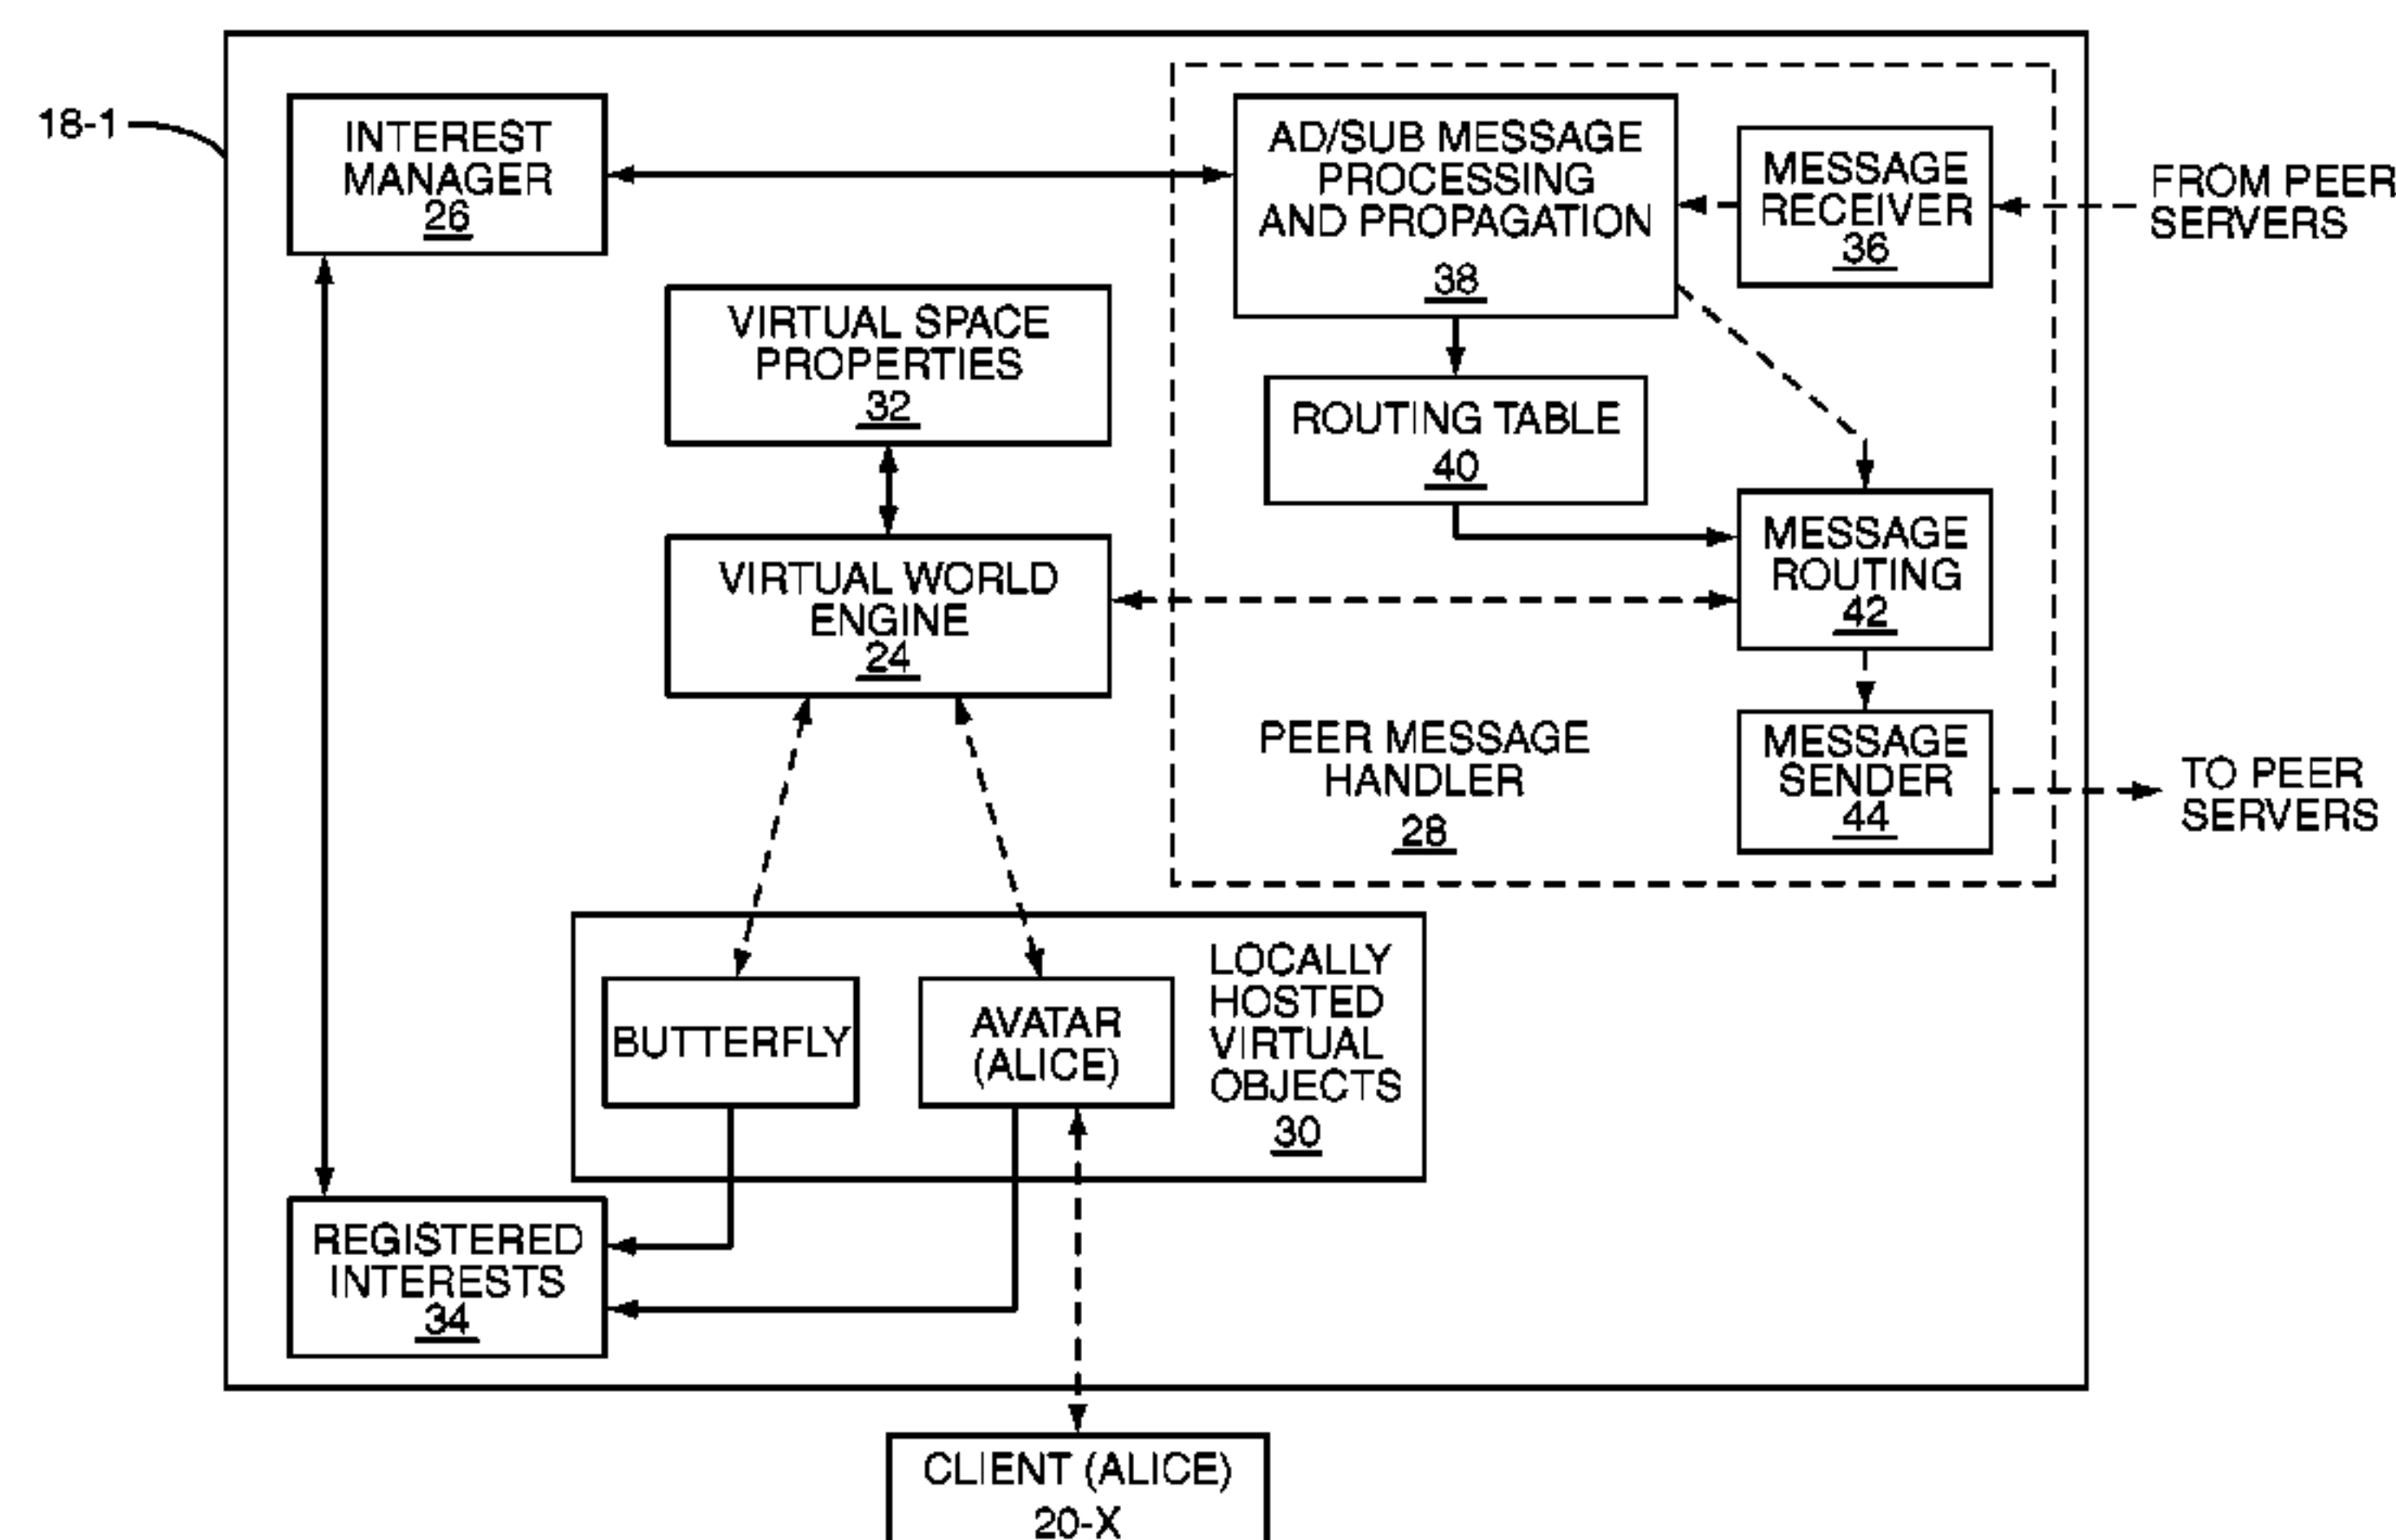 18-1
INTEREST
MANAGER
26
AD/SUB MESSAGE
PROCESSING
AND PROPAGATION
38
MESSAGE
RECEIVER
36
FROM PEER
SERVERS
VIRTUAL SPACE
PROPERTIES
32
ROUTING TABLE
40
VIRTUAL WORLD
ENGINE
24
MESSAGE
ROUTING
42
PEER MESSAGE
HANDLER
28
MESSAGE
SENDER
44
TO PEER
SERVERS
BUTTERFLY
AVATAR
(ALICE)
LOCALLY
HOSTED
VIRTUAL
OBJECTS
30
REGISTERED
INTERESTS
34
CLIENT (ALICE)
20-X